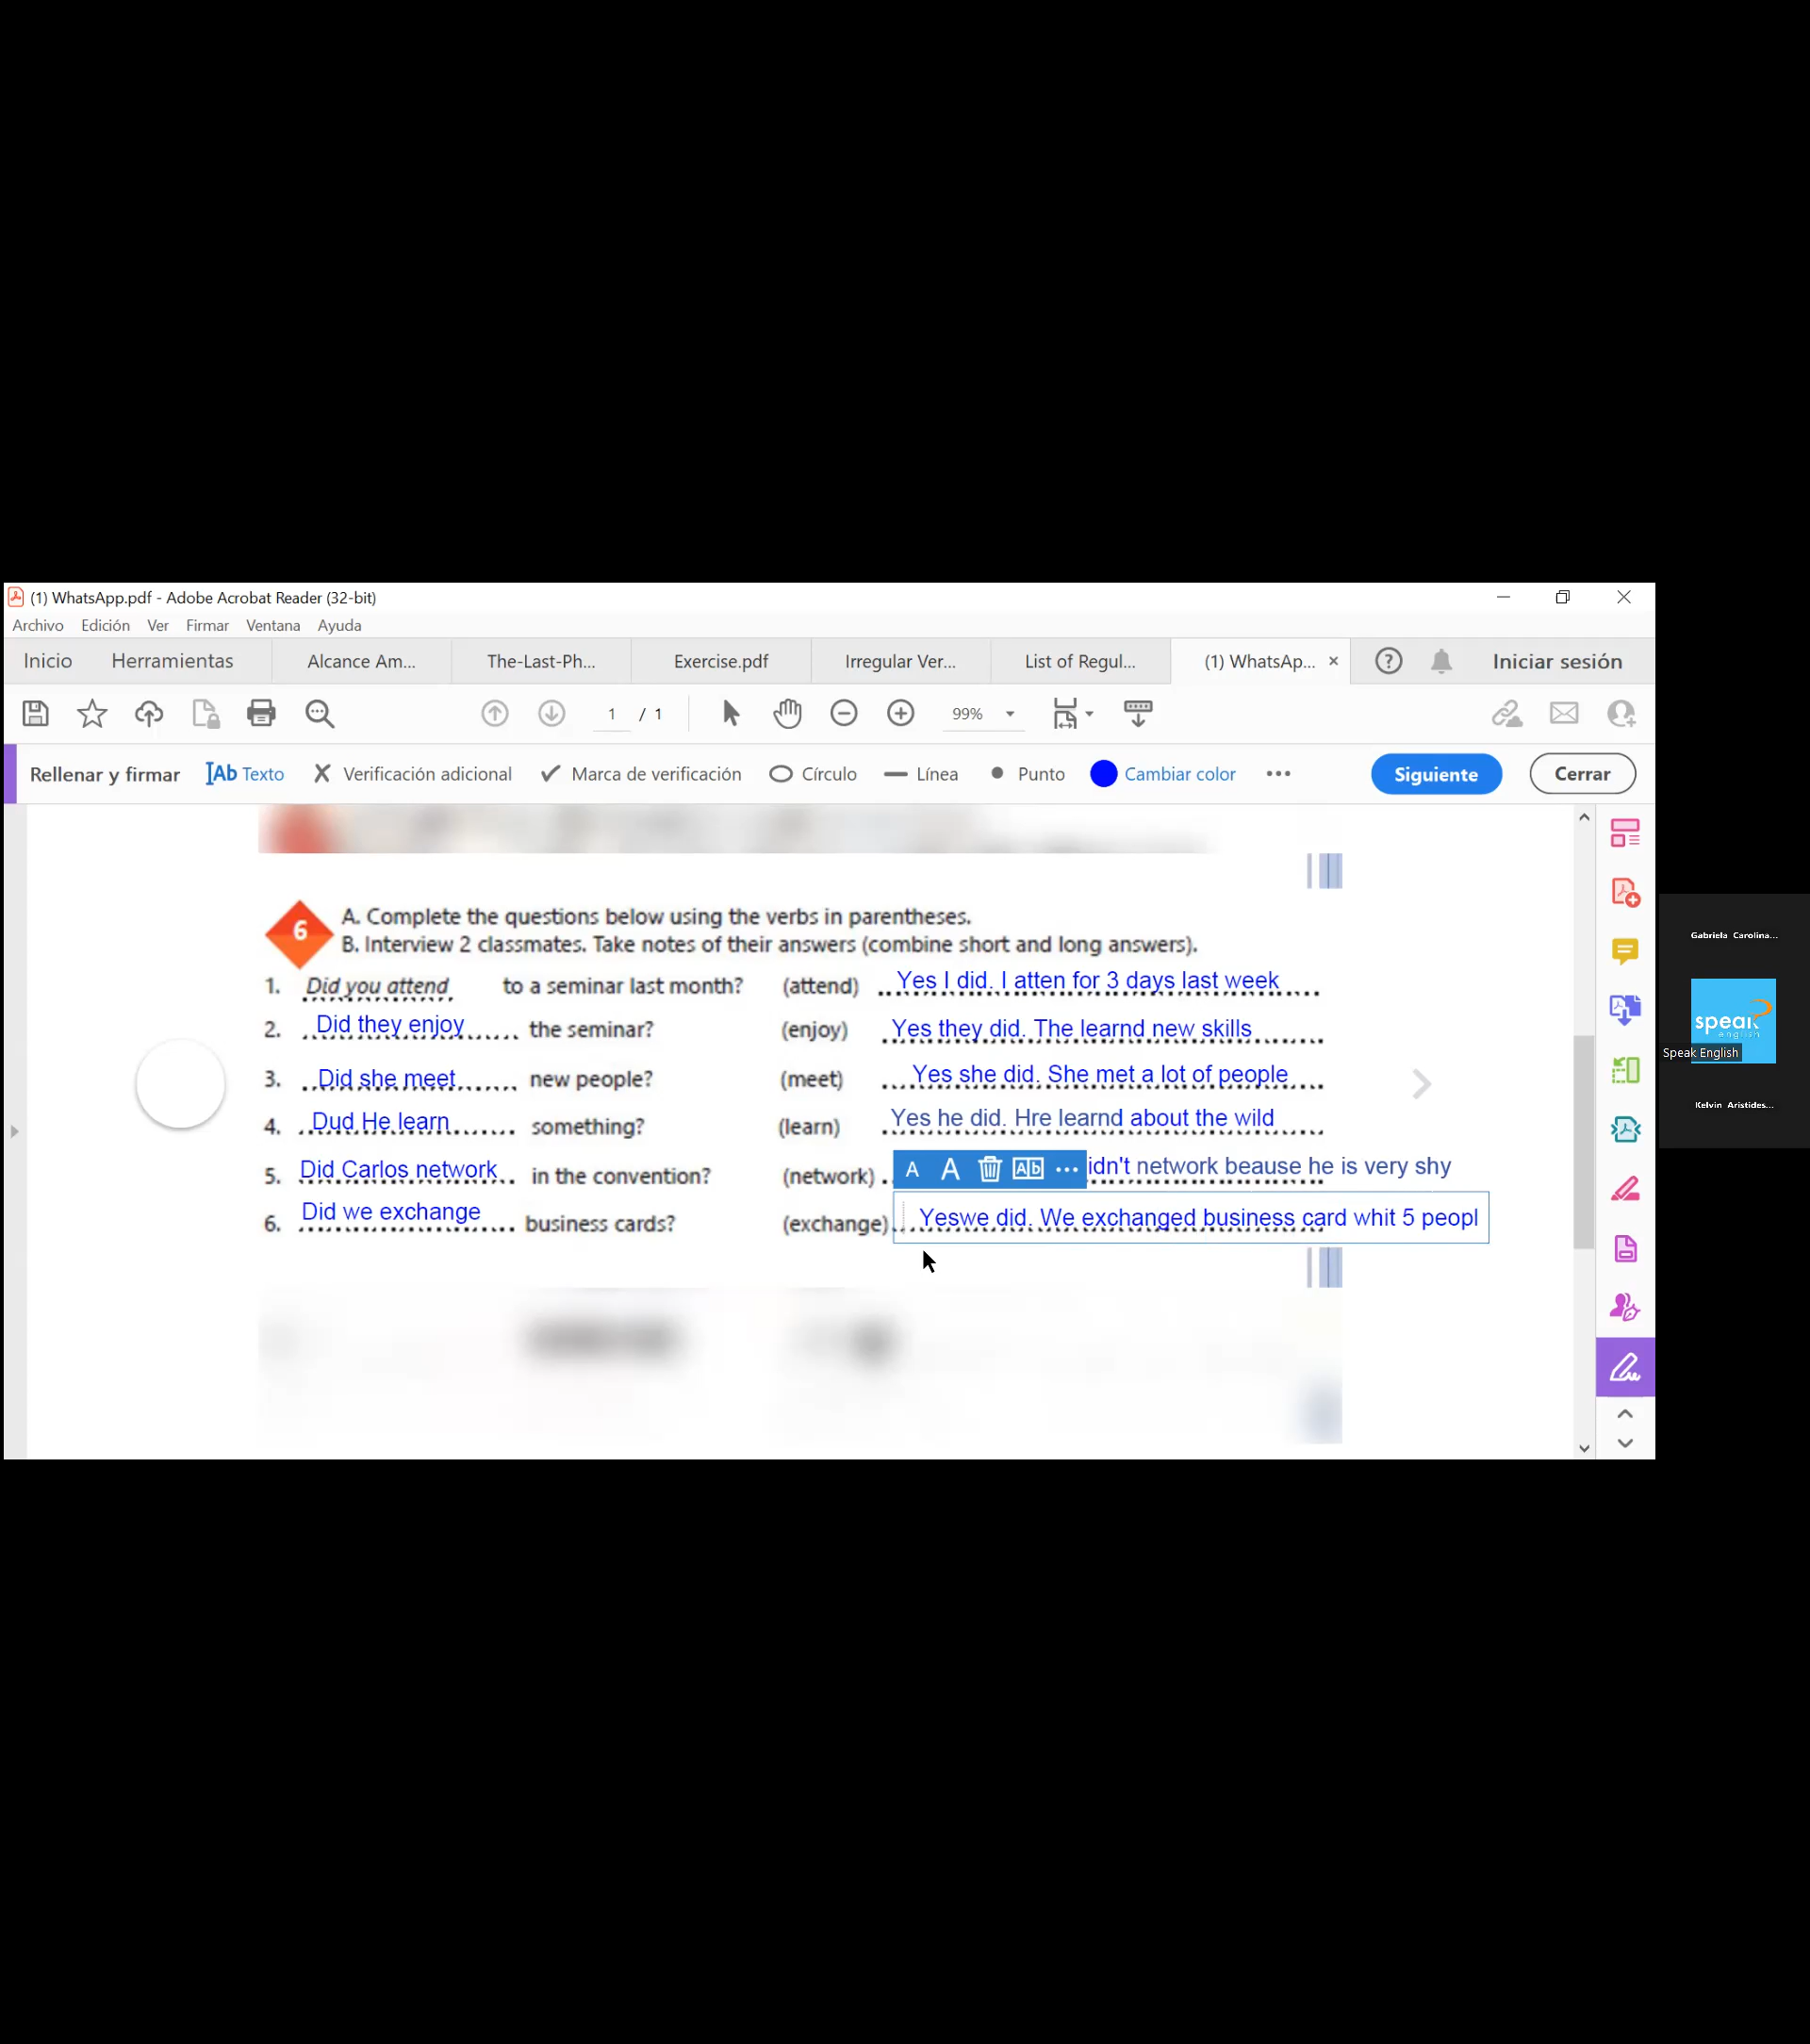 (1) WhatsApp.pdf - Adobe Acrobat Reader (32-bit)
Archivo Edición Ver Firmar Ventana Ayuda
Inicio Herramientas Alcance Am... The-Last-Ph... Exercise.pdf Irregular Ver... List of Regul... (1) WhatsAp... × ? Iniciar sesión
1 / 1 99%
Rellenar y firmar Ab Texto Verificación adicional Marca de verificación Círculo Línea Punto Cambiar color ... Siguiente Cerrar
6 A. Complete the questions below using the verbs in parentheses.
B. Interview 2 classmates. Take notes of their answers (combine short and long answers).
1. Did you attend to a seminar last month? (attend) Yes I did. I atten for 3 days last week
2. Did they enjoy the seminar? (enjoy) Yes they did. The learnd new skills
3. Did she meet new people? (meet) Yes she did. She met a lot of people
4. Dud He learn something? (learn) Yes he did. Hre learnd about the wild
A A Ab ...
5. Did Carlos network in the convention? (network) idn't network beause he is very shy
6. Did we exchange business cards? (exchange) Yeswe did. We exchanged business card whit 5 peopl
Gabriela Carolina...
speak
english
Speak English
Kelvin Aristides...